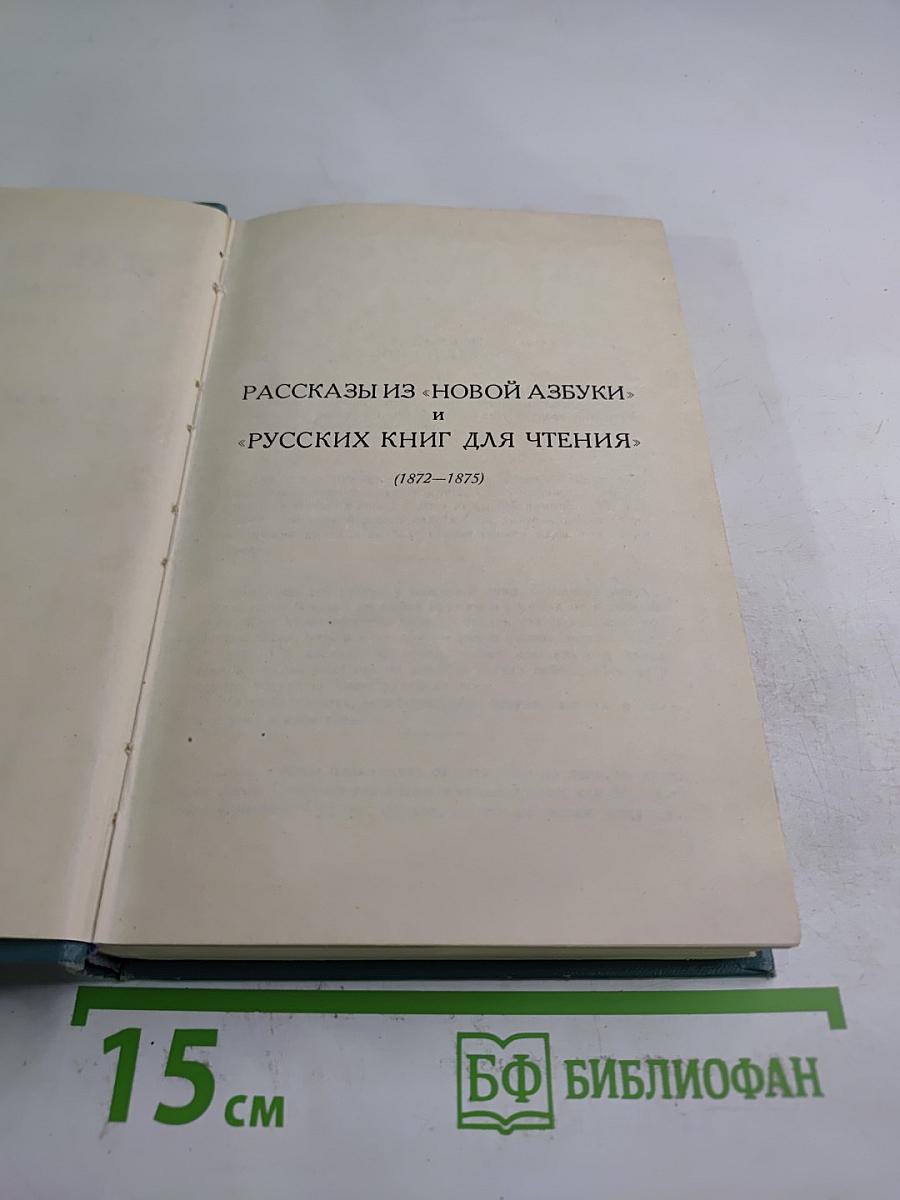 РАССКАЗЫ ИЗ «НОВОЙ АЗБУКИ»
и
«РУССКИХ КНИГ ДЛЯ ЧТЕНИЯ»
(1872—1875)
15 см
БФ БИБЛИОФАН